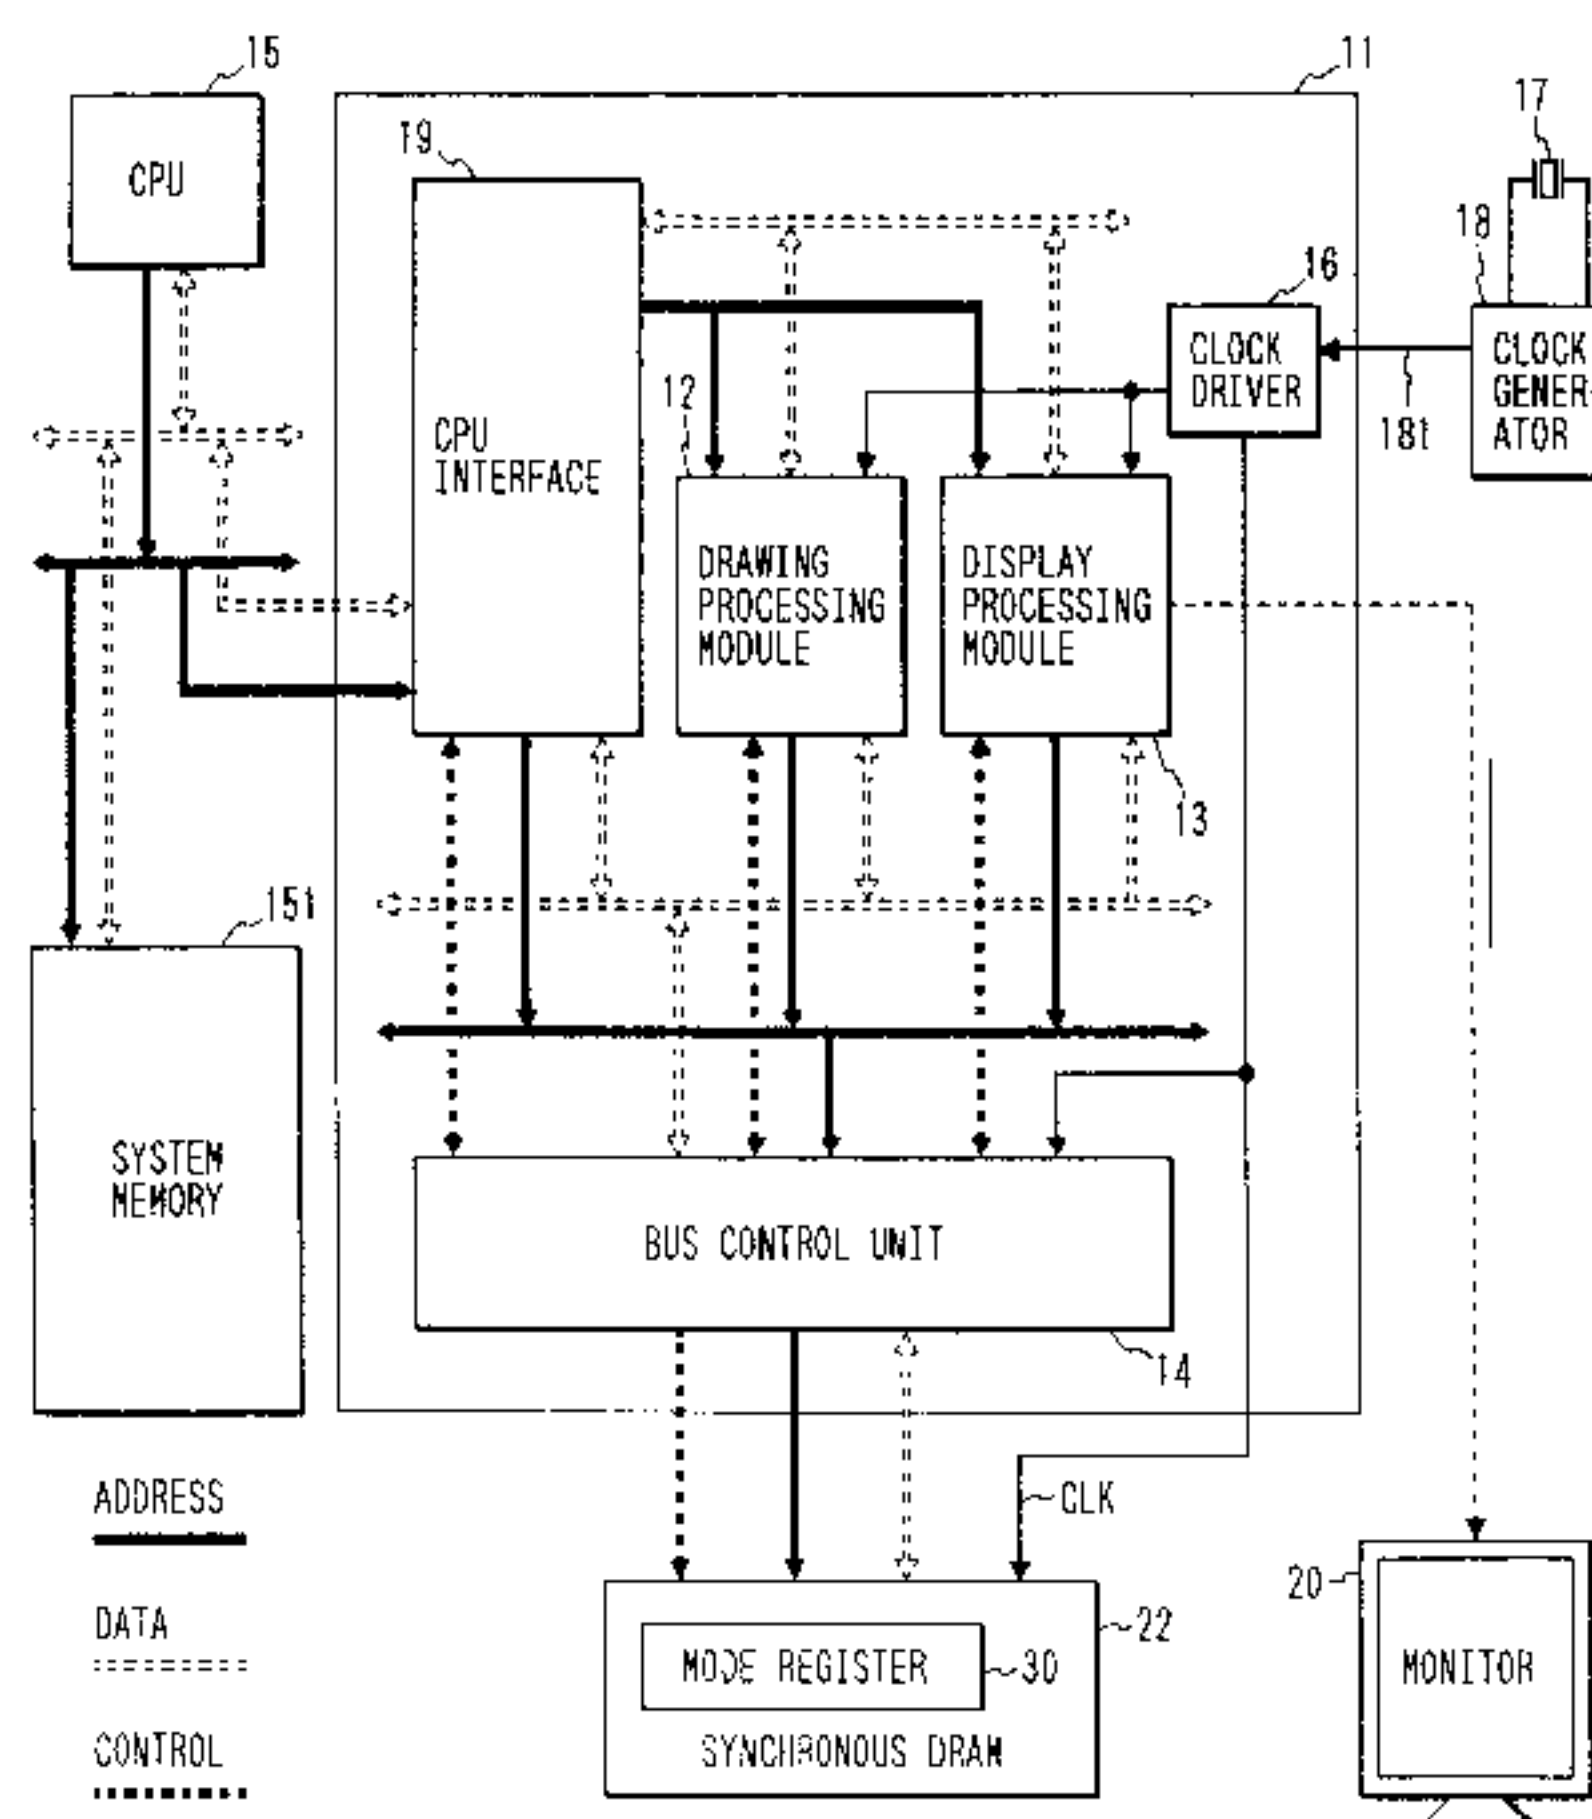 15
11
17
19
CPU
18
16
CLOCK
DRIVER
CLOCK
GENER-
ATOR
12
181
CPU
INTERFACE
DRAWING
PROCESSING
MODULE
DISPLAY
PROCESSING
MODULE
13
151
SYSTEM
MEMORY
BUS CONTROL UNIT
14
ADDRESS
CLK
20
DATA
22
MODE REGISTER
30
MONITOR
CONTROL
SYNCHRONOUS DRAM